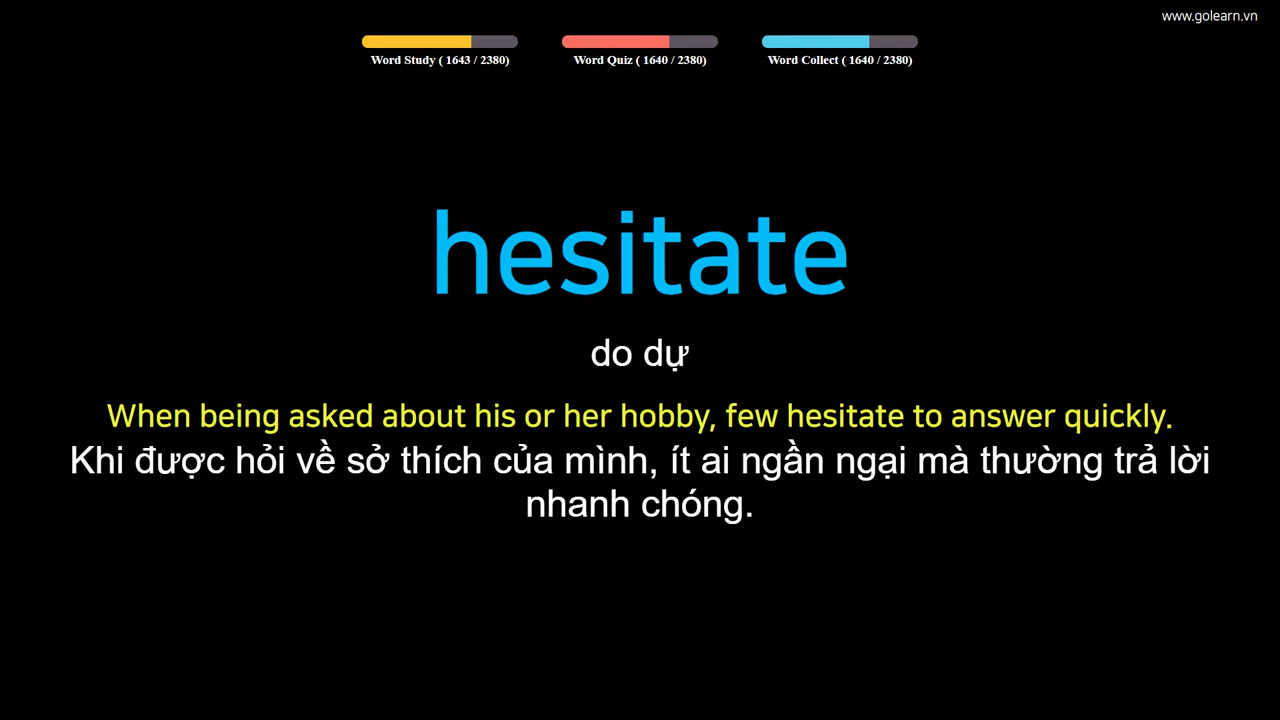 www.golearn.vn
Word Study ( 1643 / 2380)
Word Quiz ( 1640 / 2380)
Word Collect ( 1640 / 2380)
hesitate
do dự
When being asked about his or her hobby, few hesitate to answer quickly.
Khi được hỏi về sở thích của mình, ít ai ngần ngại mà thường trả lời
nhanh chóng.